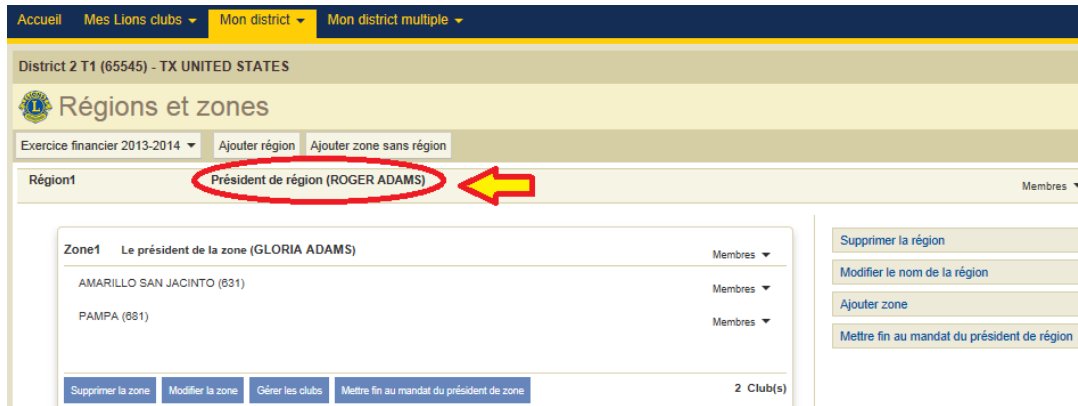 Accueil Mes Lions clubs Mon district Mon district multiple
District 2 T1 (65545) - TX UNITED STATES
Régions et zones
Exercice financier 2013-2014 Ajouter région Ajouter zone sans région
Région1 Président de région (ROGER ADAMS) Membres
Zone1 Le président de la zone (GLORIA ADAMS) Membres
AMARILLO SAN JACINTO (631) Membres
PAMPA (681) Membres
Supprimer la zone Modifier la zone Gérer les clubs Mettre fin au mandat du président de zone 2 Club(s)
Supprimer la région
Modifier le nom de la région
Ajouter zone
Mettre fin au mandat du président de région